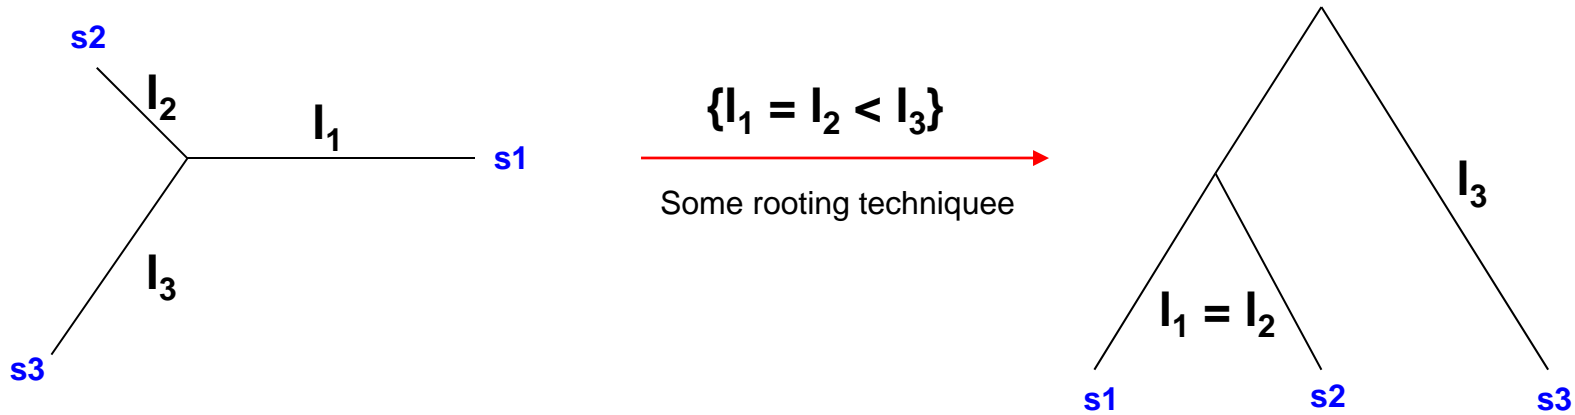 s2
l₂
l₁
s1
l₃
s3
{l₁ = l₂ < l₃}
Some rooting techniquee
l₃
l₁ = l₂
s1
s2
s3